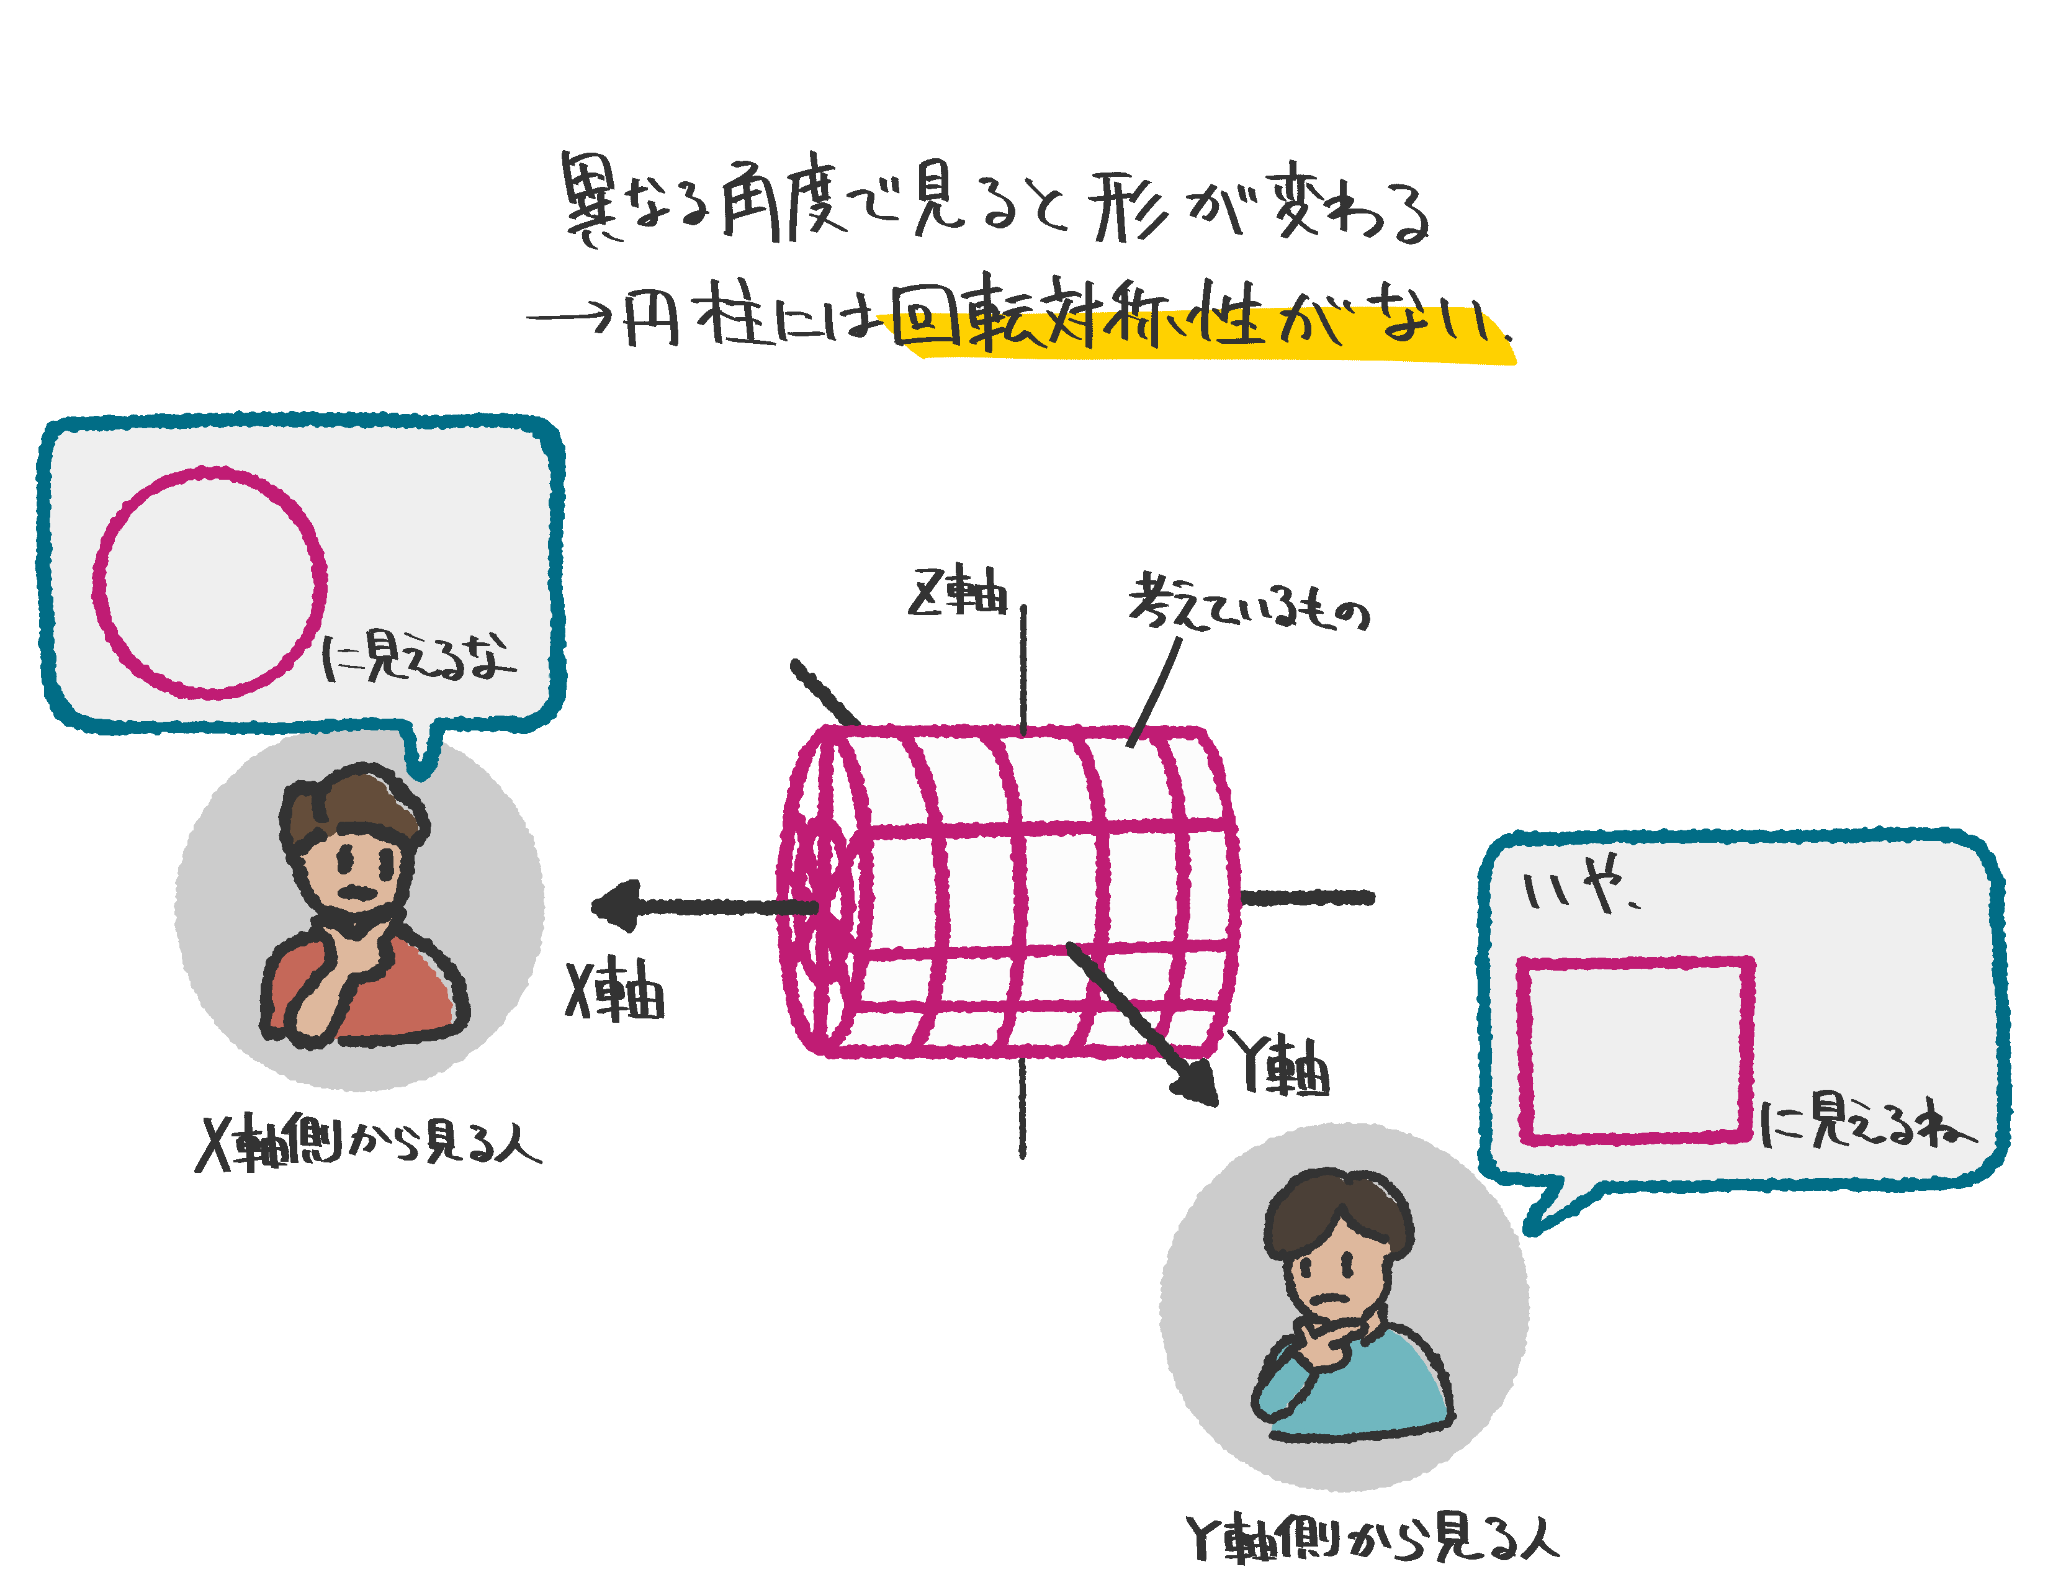 異なる角度で見ると形が変わる
→円柱には回転対称性がない.
に見えるな
Z軸
考えているもの
X軸
Y軸
いや、
に見えるね
X軸側から見る人
Y軸側から見る人